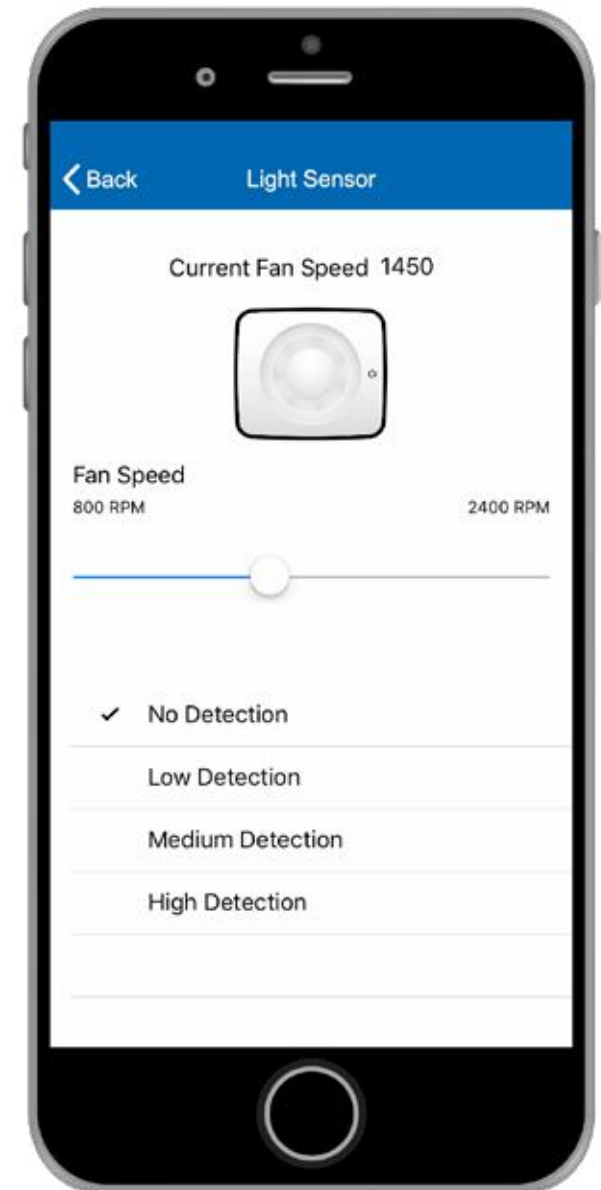 Back Light Sensor
Current Fan Speed 1450
Fan Speed
800 RPM 2400 RPM
No Detection
Low Detection
Medium Detection
High Detection